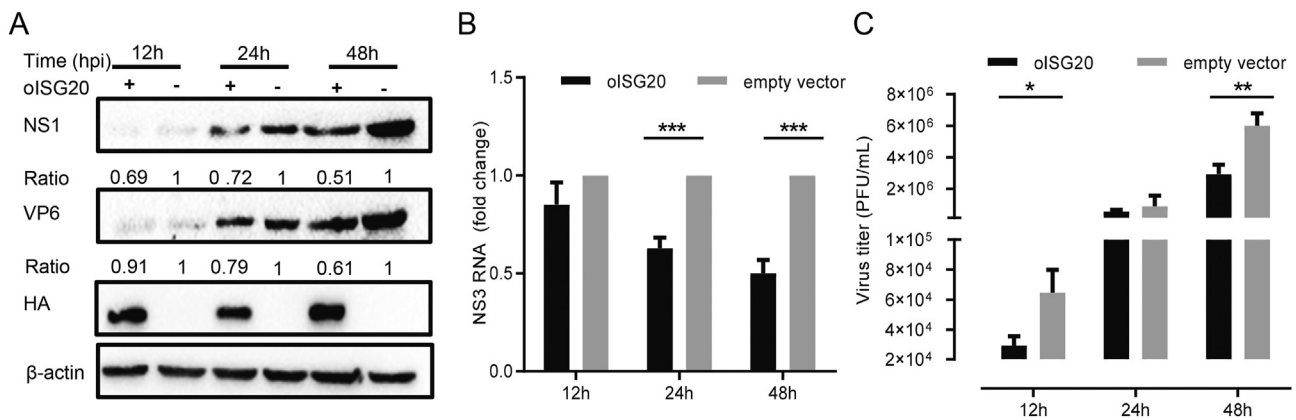 A
Time (hpi) 12h 24h 48h
oISG20 + - + - + -
NS1
Ratio 0.69 1 0 .72 1 0.51 1
VP6
Ratio 0.91 1 0.79 1 0.61 1
HA
β-actin
B
oISG20 empty vector
NS3 RNA (fold change)
1.5
1.0
0.5
0.0
*** ***
12h 24h 48h
C
oISG20 empty vector
Virus titer (PFU/mL)
8×10⁶
6×10⁶
4×10⁶
2×10⁶
1×10⁵
8×10⁴
6×10⁴
4×10⁴
2×10⁴
* **
12h 24h 48h